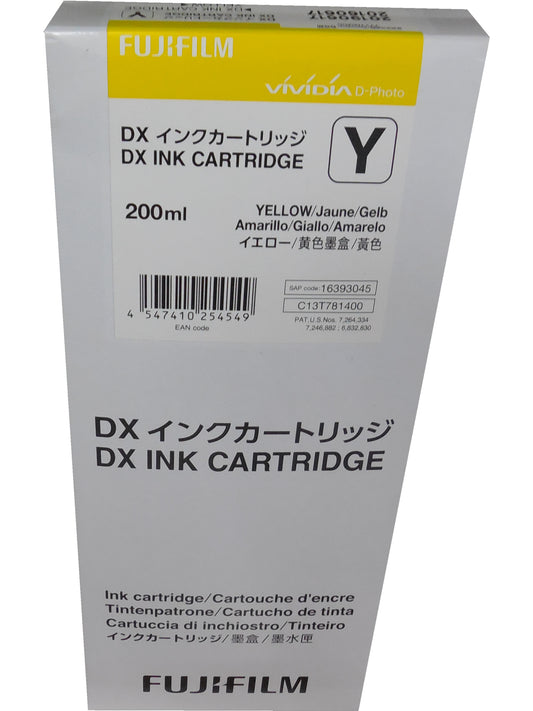 Y
20190617
20160617
FUJIFILM
ViViDiA D-Photo
DX インクカートリッジ
DX INK CARTRIDGE
Y
200ml
YELLOW/Jaune/Gelb
Amarillo/Giallo/Amarelo
イエロー/黄色墨盒/黃色
SAP code: 16393045
C13T781400
PAT.U.S.Nos. 7,264,334
7,246,882 ; 6,832,830
4 547410 254549
EAN code
DX インクカートリッジ
DX INK CARTRIDGE
Ink cartridge/Cartouche d'encre
Tintenpatrone/Cartucho de tinta
Cartuccia di inchiostro/Tinteiro
インクカートリッジ/墨盒/墨水匣
FUJIFILM